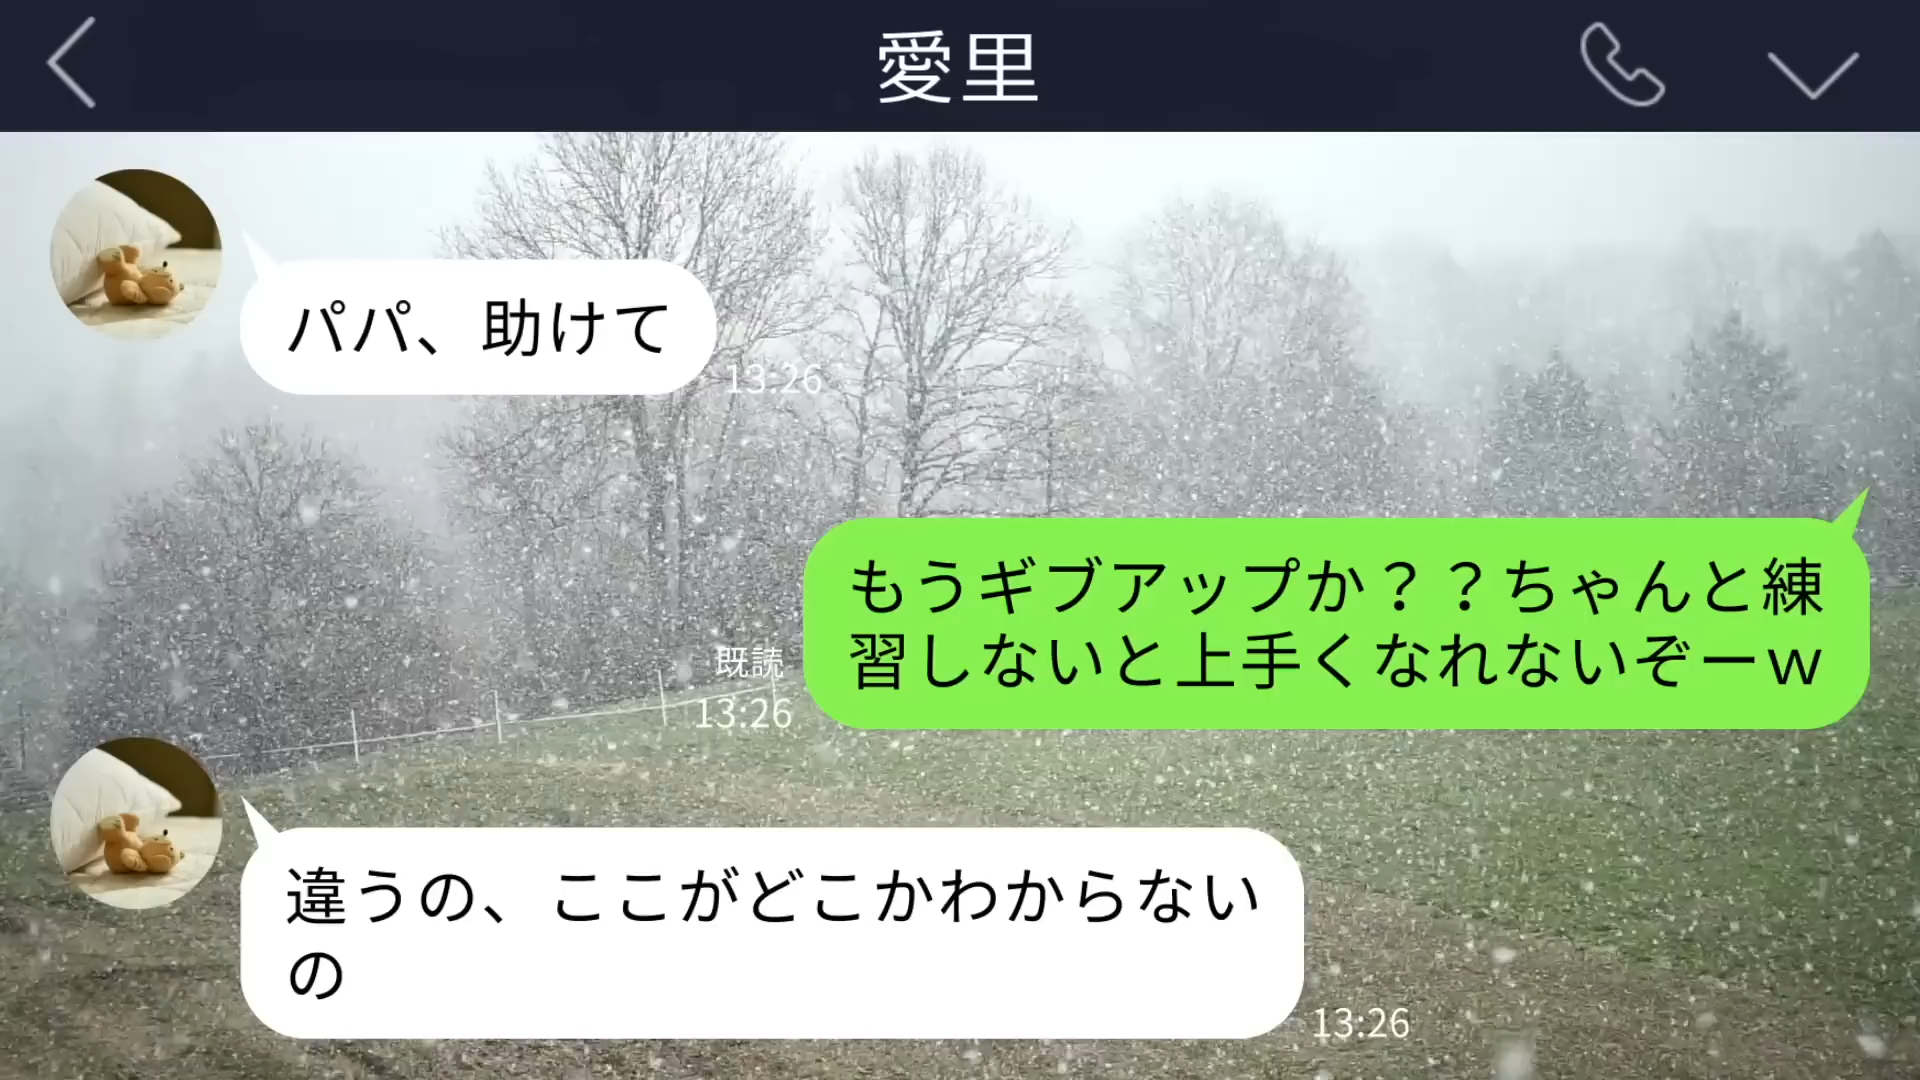 愛里
パパ、助けて
13:26
もうギブアップか？？ちゃんと練
習しないと上手くなれないぞーw
既読
13:26
違うの、ここがどこかわからない
の
13:26